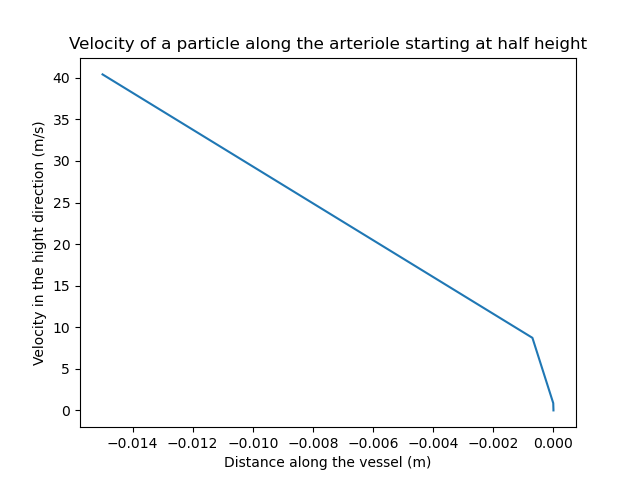 Velocity of a particle along the arteriole starting at half height
Velocity in the hight direction (m/s)
40
35
30
25
20
15
10
5
0
−0.014 −0.012 −0.010 −0.008 −0.006 −0.004 −0.002 0.000
Distance along the vessel (m)